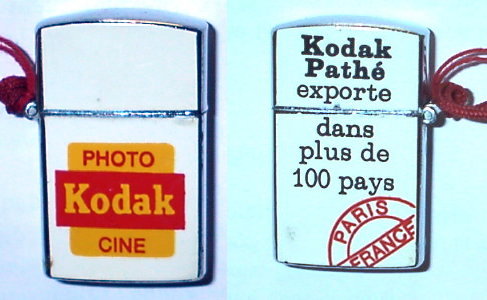 PHOTO
Kodak
CINE
Kodak
Pathé
exporte
dans
plus de
100 pays
PARIS
FRANCE